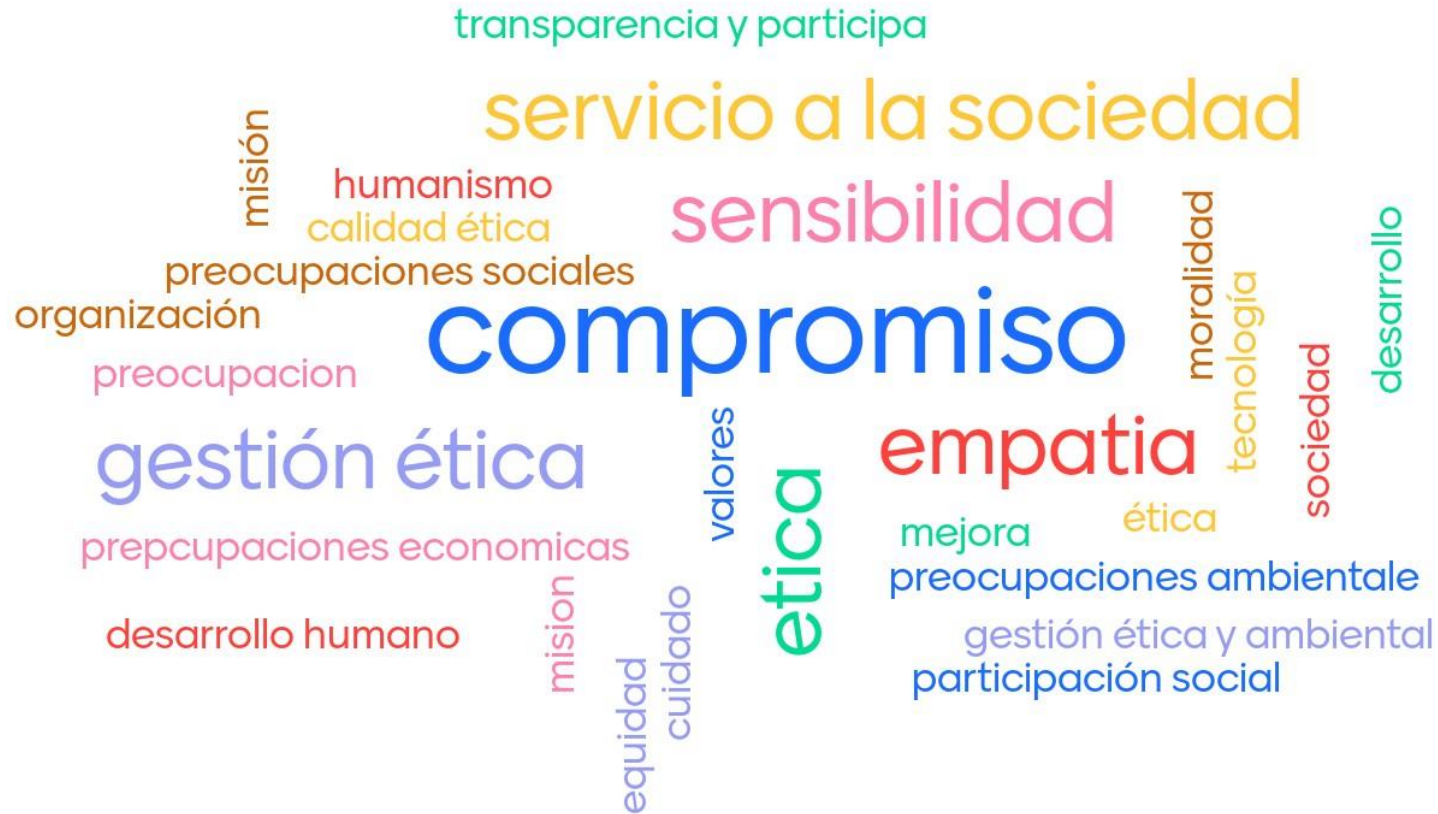 transparencia y participa
servicio a la sociedad
misión
humanismo
sensibilidad
calidad ética
moralidad
desarrollo
preocupaciones sociales
tecnología
organización
compromiso
sociedad
preocupacion
valores
empatia
gestión ética
etica
ética
mejora
prepcupaciones economicas
preocupaciones ambientale
mision
cuidado
desarrollo humano
gestión ética y ambiental
participación social
equidad